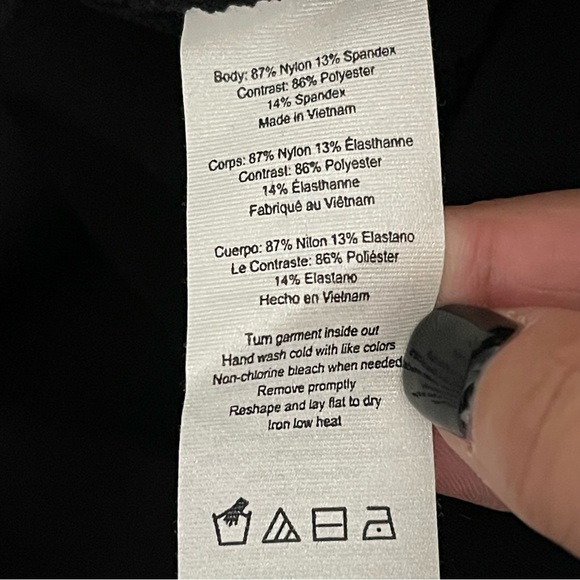 Body: 87% Nylon 13% Spandex
Contrast: 86% Polyester
14% Spandex
Made in Vietnam
Corps: 87% Nylon 13% Élasthanne
Contrast: 86% Polyester
14% Élasthanne
Fabriqué au Viêtnam
Cuerpo: 87% Nilon 13% Elastano
Le Contraste: 86% Poliéster
14% Elastano
Hecho en Vietnam
Turn garment inside out
Hand wash cold with like colors
Non-chlorine bleach when needed
Remove promptly
Reshape and lay flat to dry
Iron low heat